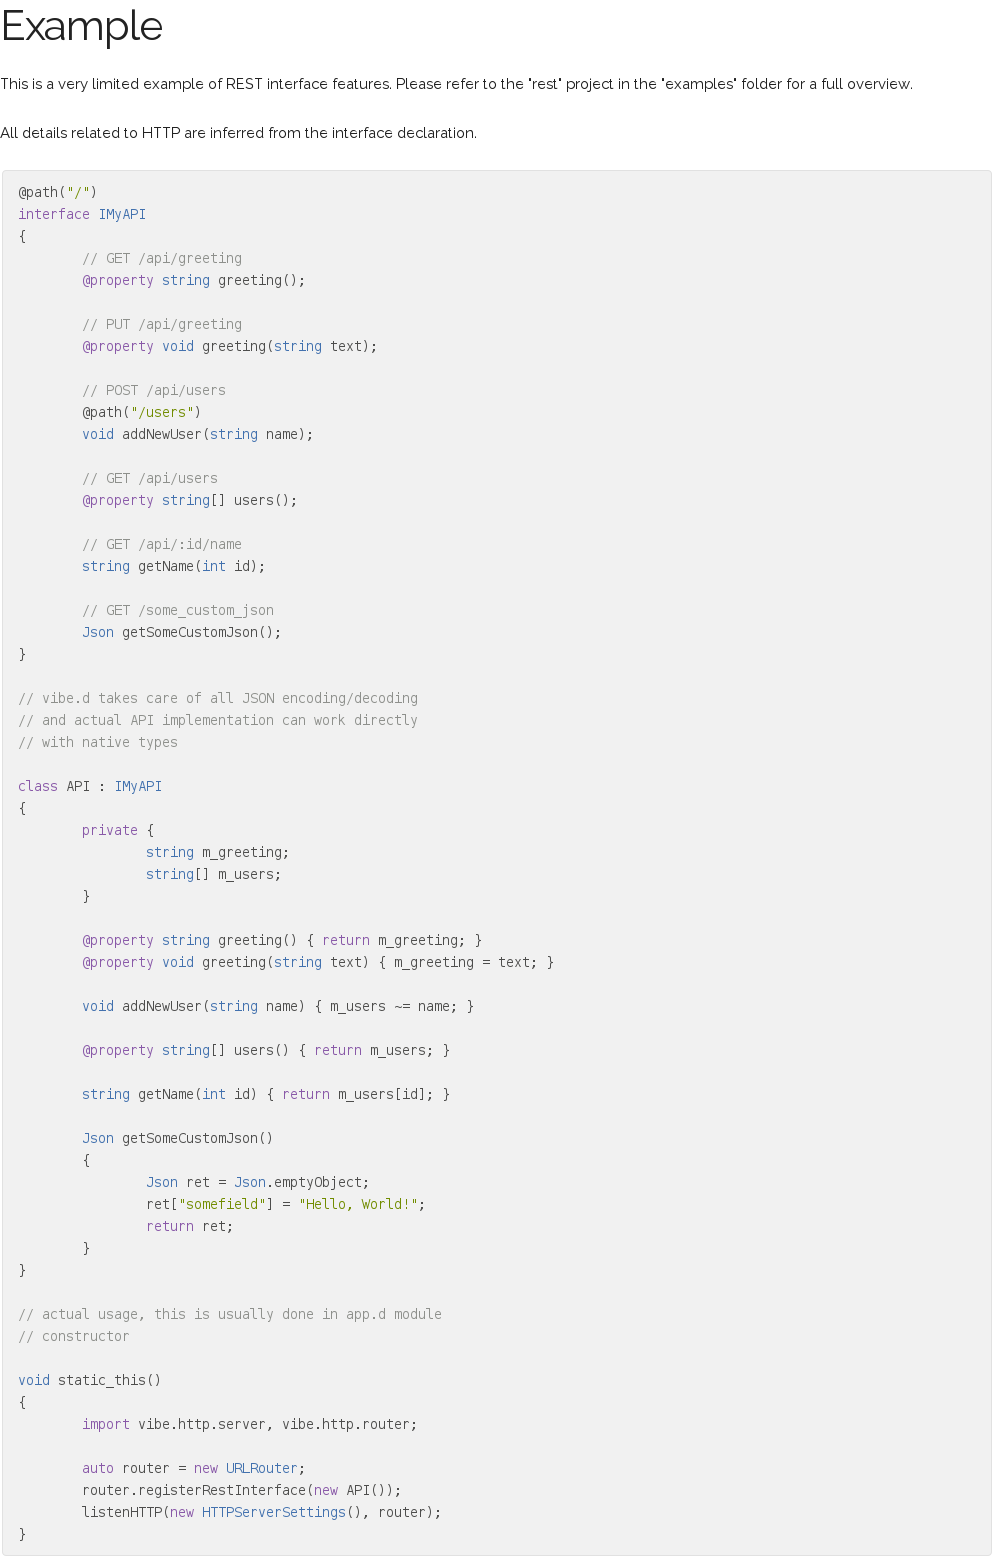 Example
This is a very limited example of REST interface features. Please refer to the "rest" project in the "examples" folder for a full overview.
All details related to HTTP are inferred from the interface declaration.
@path("/")
interface IMyAPI
{
        // GET /api/greeting
        @property string greeting();

        // PUT /api/greeting
        @property void greeting(string text);

        // POST /api/users
        @path("/users")
        void addNewUser(string name);

        // GET /api/users
        @property string[] users();

        // GET /api/:id/name
        string getName(int id);

        // GET /some_custom_json
        Json getSomeCustomJson();
}

// vibe.d takes care of all JSON encoding/decoding
// and actual API implementation can work directly
// with native types

class API : IMyAPI
{
        private {
                string m_greeting;
                string[] m_users;
        }

        @property string greeting() { return m_greeting; }
        @property void greeting(string text) { m_greeting = text; }

        void addNewUser(string name) { m_users ~= name; }

        @property string[] users() { return m_users; }

        string getName(int id) { return m_users[id]; }

        Json getSomeCustomJson()
        {
                Json ret = Json.emptyObject;
                ret["somefield"] = "Hello, World!";
                return ret;
        }
}

// actual usage, this is usually done in app.d module
// constructor

void static_this()
{
        import vibe.http.server, vibe.http.router;

        auto router = new URLRouter;
        router.registerRestInterface(new API());
        listenHTTP(new HTTPServerSettings(), router);
}